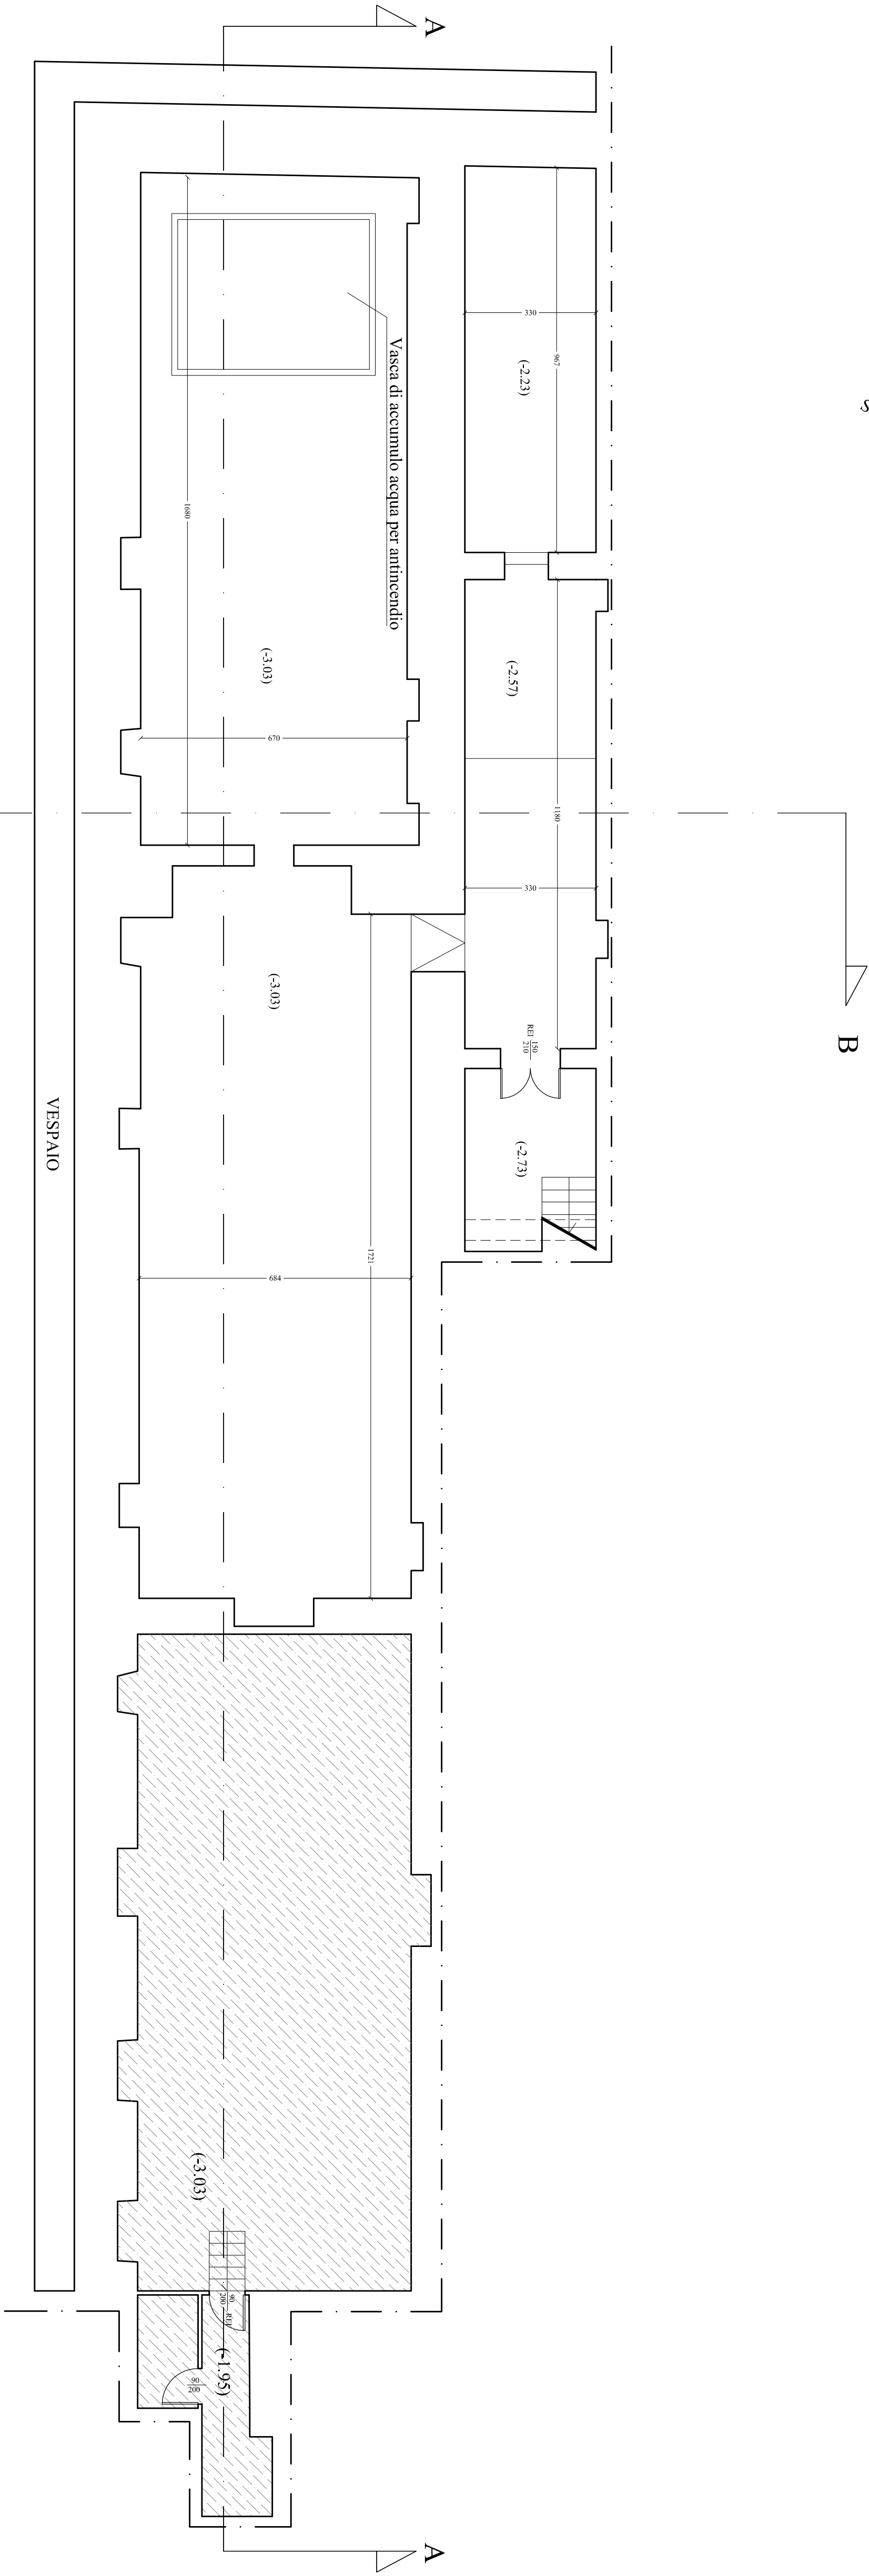 A
S
330
967
(-2.23)
Vasca di accumulo acqua per antincendio
1680
(-2.57)
(-3.03)
670
1180
330
B
(-3.03)
REI 150
210
VESPAIO
(-2.73)
1721
684
(-3.03)
90
200 REI
(-1.95)
90
200
A